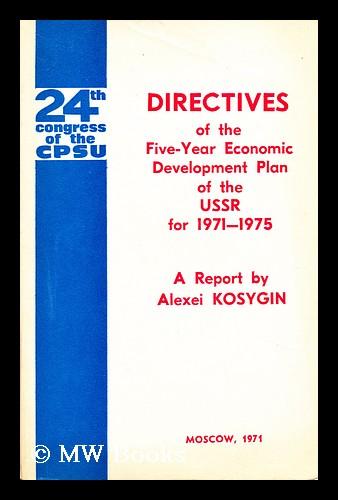 24th
congress
of the
CPSU
DIRECTIVES
of the
Five-Year Economic
Development Plan
of the
USSR
for 1971—1975
A Report by
Alexei KOSYGIN
MOSCOW, 1971
© MW Books